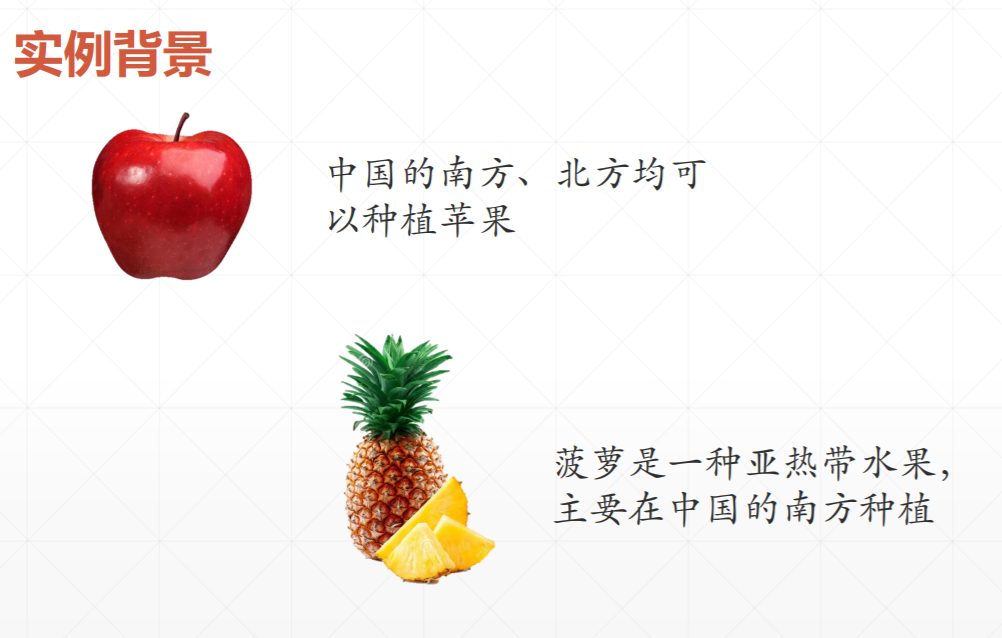 实例背景
中国的南方、北方均可
以种植苹果
菠萝是一种亚热带水果，
主要在中国的南方种植